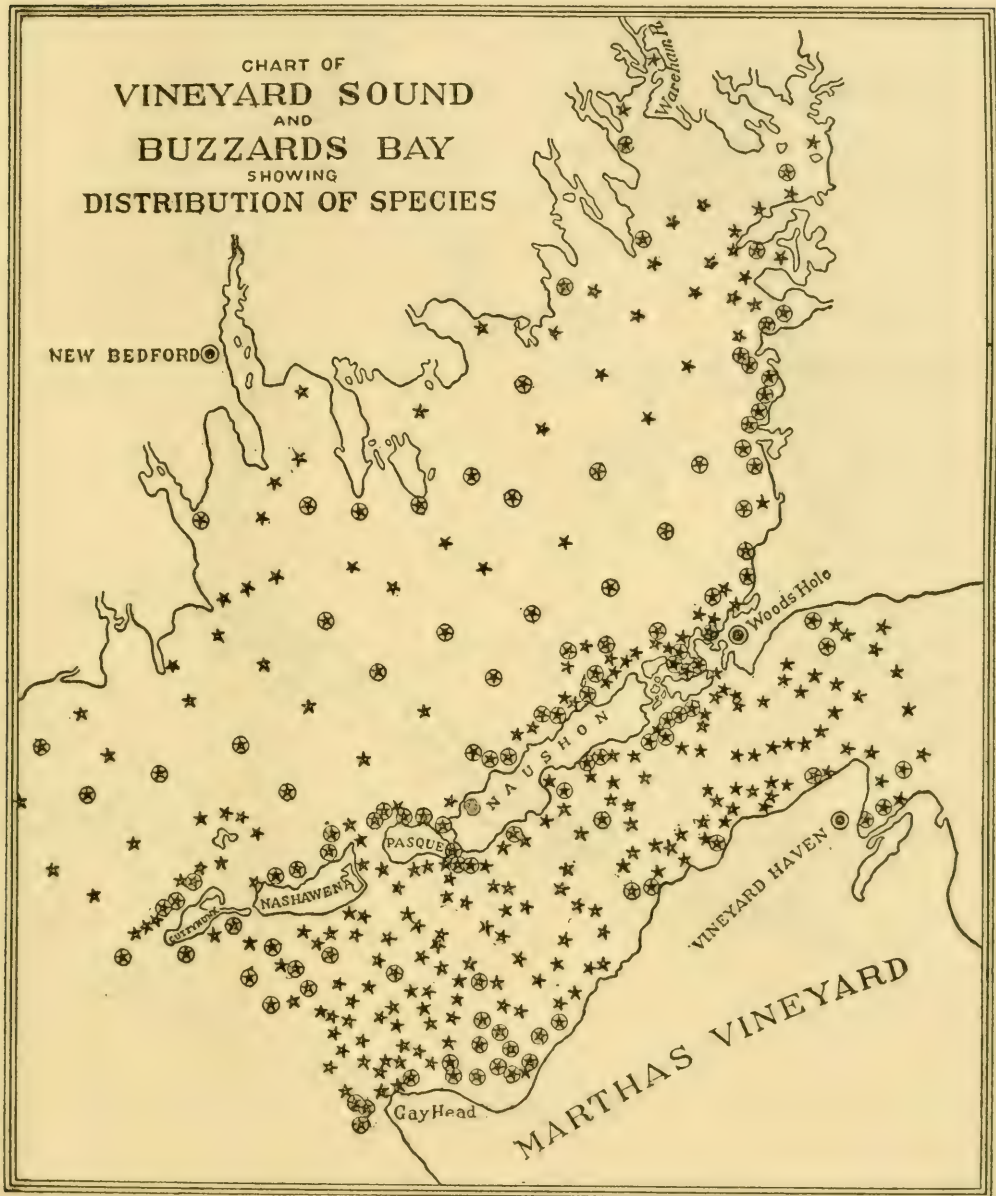 CHART OF
VINEYARD SOUND
AND
BUZZARDS BAY
SHOWING
DISTRIBUTION OF SPECIES
Wareham R.
NEW BEDFORD
Woods Hole
NAUSHON
PASQUE
NASHAWENA
CUTTYHUNK
VINEYARD HAVEN
MARTHAS VINEYARD
Gay Head